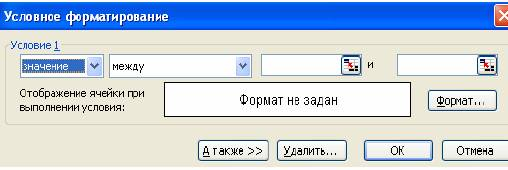 Условное форматирование
Условие 1
значение между и
Отображение ячейки при
выполнении условия:
Формат не задан
Формат...
А также >> Удалить... ОК Отмена